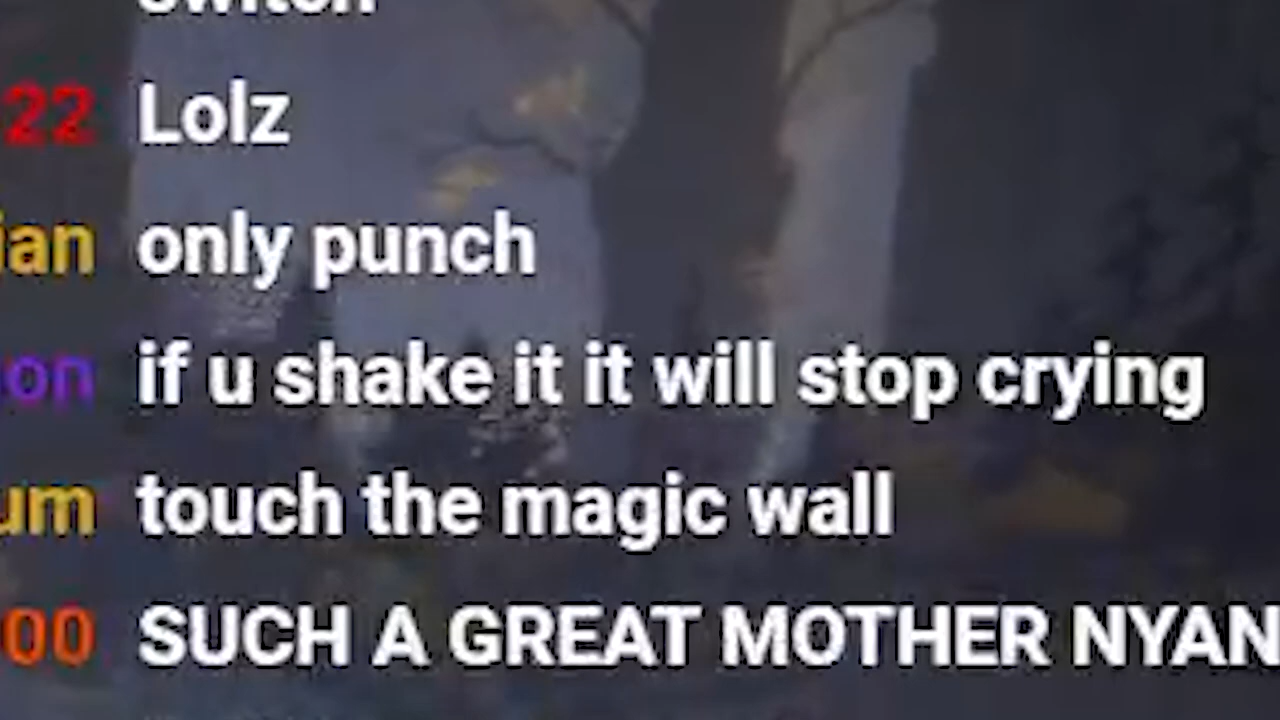 switch
22 Lolz
ian only punch
on if u shake it it will stop crying
um touch the magic wall
00 SUCH A GREAT MOTHER NYAN